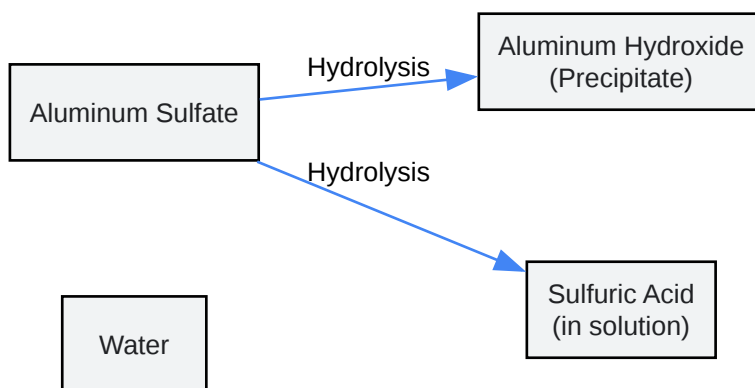 Aluminum Sulfate
Hydrolysis
Aluminum Hydroxide
(Precipitate)
Hydrolysis
Sulfuric Acid
(in solution)
Water